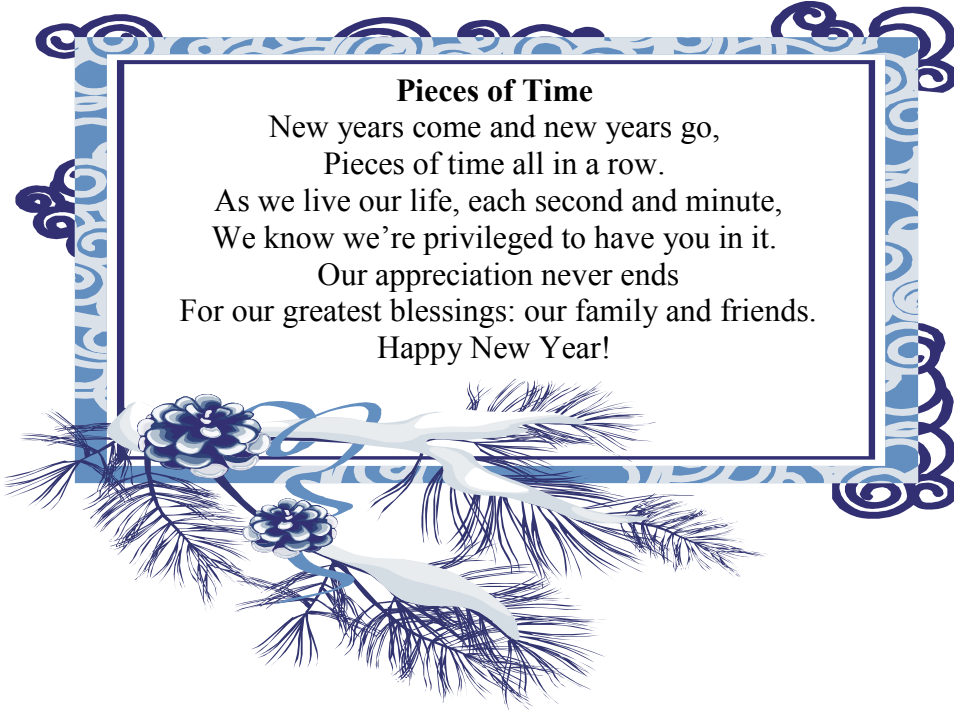 Pieces of Time
New years come and new years go,
Pieces of time all in a row.
As we live our life, each second and minute,
We know we’re privileged to have you in it.
Our appreciation never ends
For our greatest blessings: our family and friends.
Happy New Year!